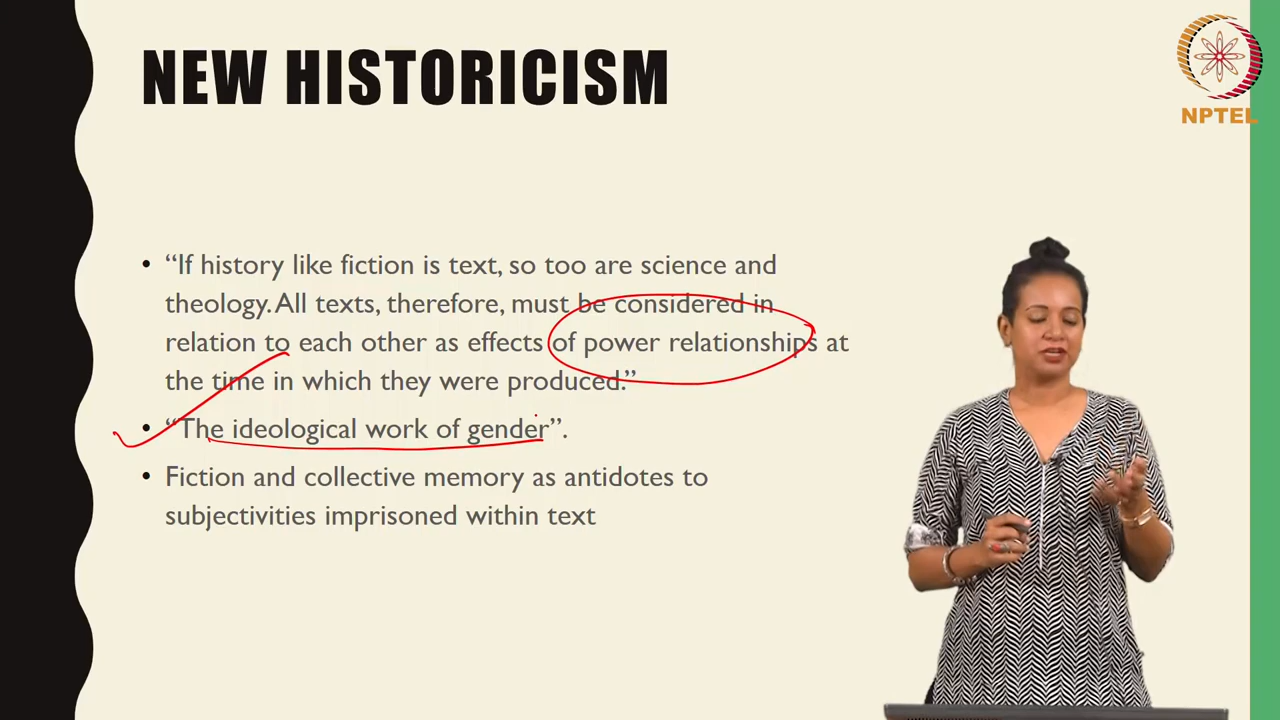 NEW HISTORICISM
NPTEL
• “If history like fiction is text, so too are science and
theology. All texts, therefore, must be considered in
relation to each other as effects of power relationships at
the time in which they were produced.”
• “The ideological work of gender”.
• Fiction and collective memory as antidotes to
subjectivities imprisoned within text